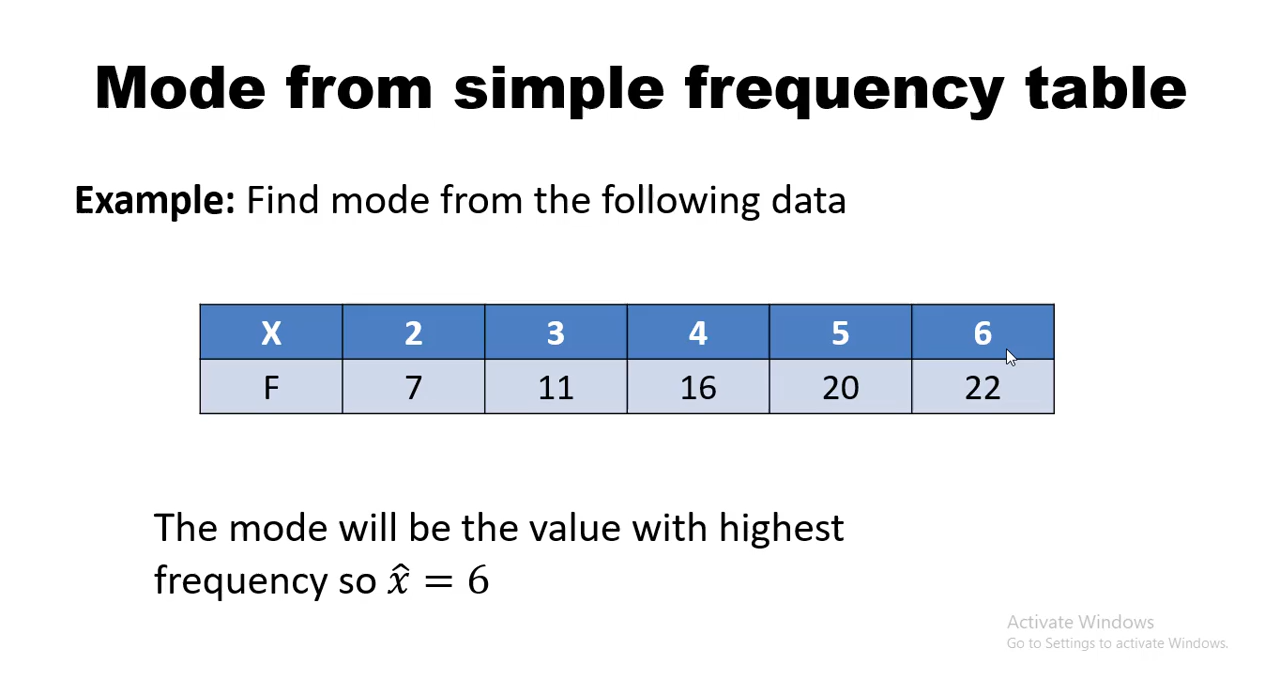 Mode from simple frequency table
Example: Find mode from the following data
X 2 3 4 5 6
F 7 11 16 20 22
The mode will be the value with highest
frequency so x̂ = 6
Activate Windows
Go to Settings to activate Windows.